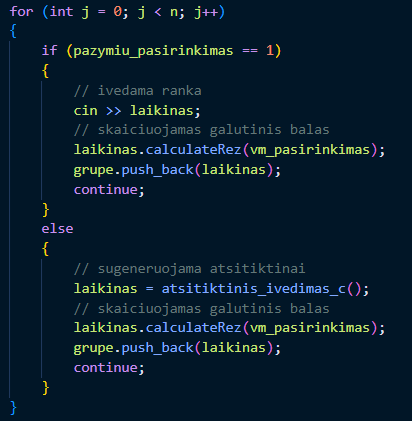 for (int j = 0; j < n; j++)
{
    if (pazymiu_pasirinkimas == 1)
    {
        // ivedama ranka
        cin >> laikinas;
        // skaiciuojamas galutinis balas
        laikinas.calculateRez(vm_pasirinkimas);
        grupe.push_back(laikinas);
        continue;
    }
    else
    {
        // sugeneruojama atsitiktinai
        laikinas = atsitiktinis_ivedimas_c();
        // skaiciuojamas galutinis balas
        laikinas.calculateRez(vm_pasirinkimas);
        grupe.push_back(laikinas);
        continue;
    }
}